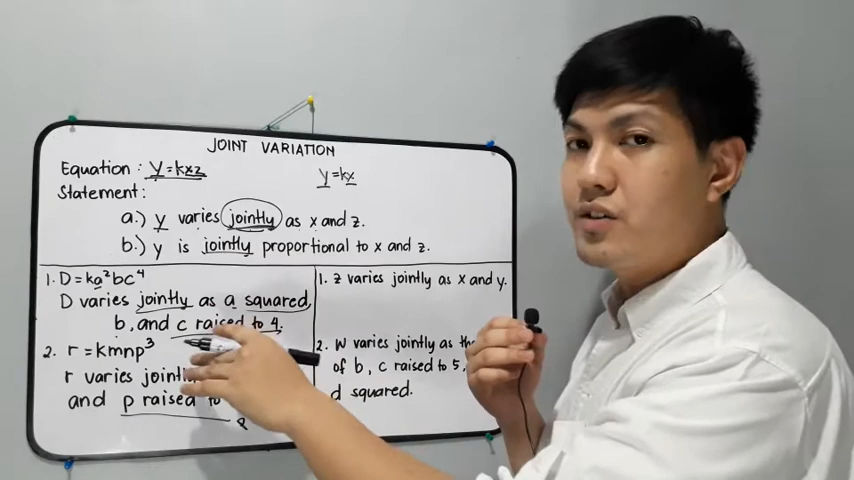 JOINT VARIATION
Equation : y = kxz
y = kx
Statement :
a.) y varies jointly as x and z.
b.) y is jointly proportional to x and z.
1. D = ka²bc⁴
D varies jointly as a squared,
b, and c raised to 4.
2. r = kmnp³
r varies
and p raised
1. z varies jointly as x and y.
2. W varies jointly as the
of b, c raised to 5,
d squared.